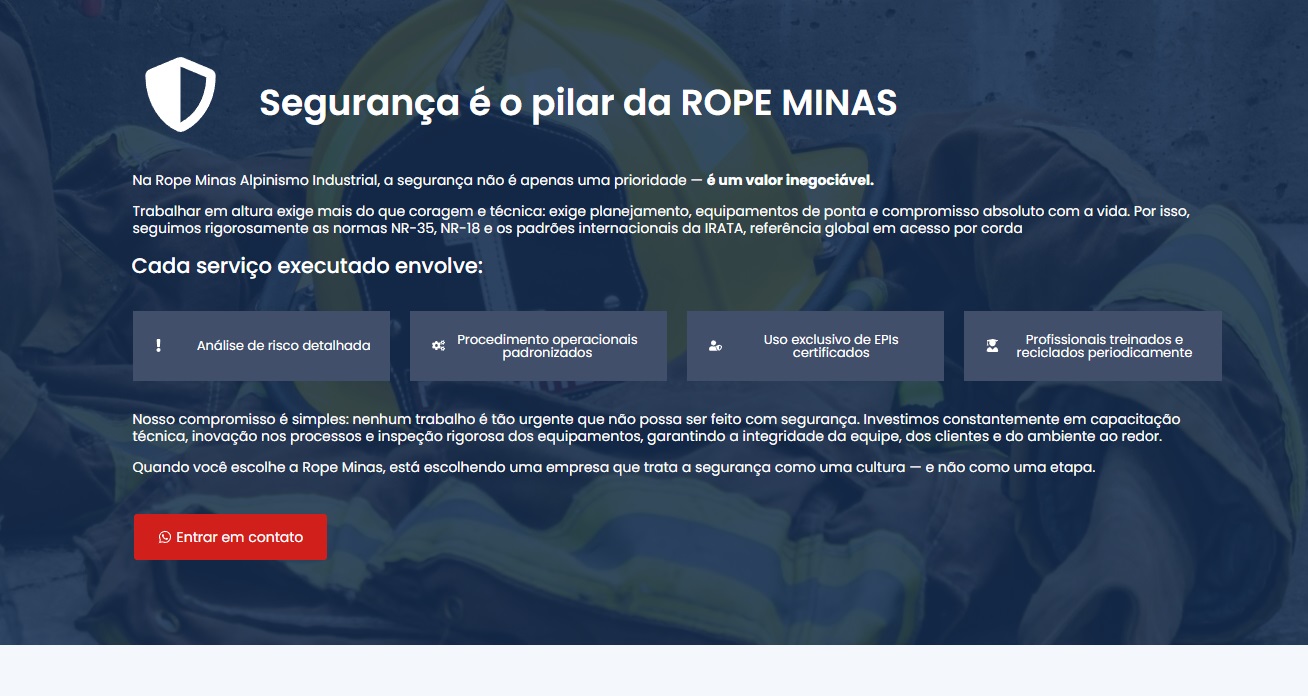 Segurança é o pilar da ROPE MINAS
Na Rope Minas Alpinismo Industrial, a segurança não é apenas uma prioridade — é um valor inegociável.
Trabalhar em altura exige mais do que coragem e técnica: exige planejamento, equipamentos de ponta e compromisso absoluto com a vida. Por isso,
seguimos rigorosamente as normas NR-35, NR-18 e os padrões internacionais da IRATA, referência global em acesso por corda
Cada serviço executado envolve:
Análise de risco detalhada
Procedimento operacionais
padronizados
Uso exclusivo de EPIs
certificados
Profissionais treinados e
reciclados periodicamente
Nosso compromisso é simples: nenhum trabalho é tão urgente que não possa ser feito com segurança. Investimos constantemente em capacitação
técnica, inovação nos processos e inspeção rigorosa dos equipamentos, garantindo a integridade da equipe, dos clientes e do ambiente ao redor.
Quando você escolhe a Rope Minas, está escolhendo uma empresa que trata a segurança como uma cultura — e não como uma etapa.
Entrar em contato